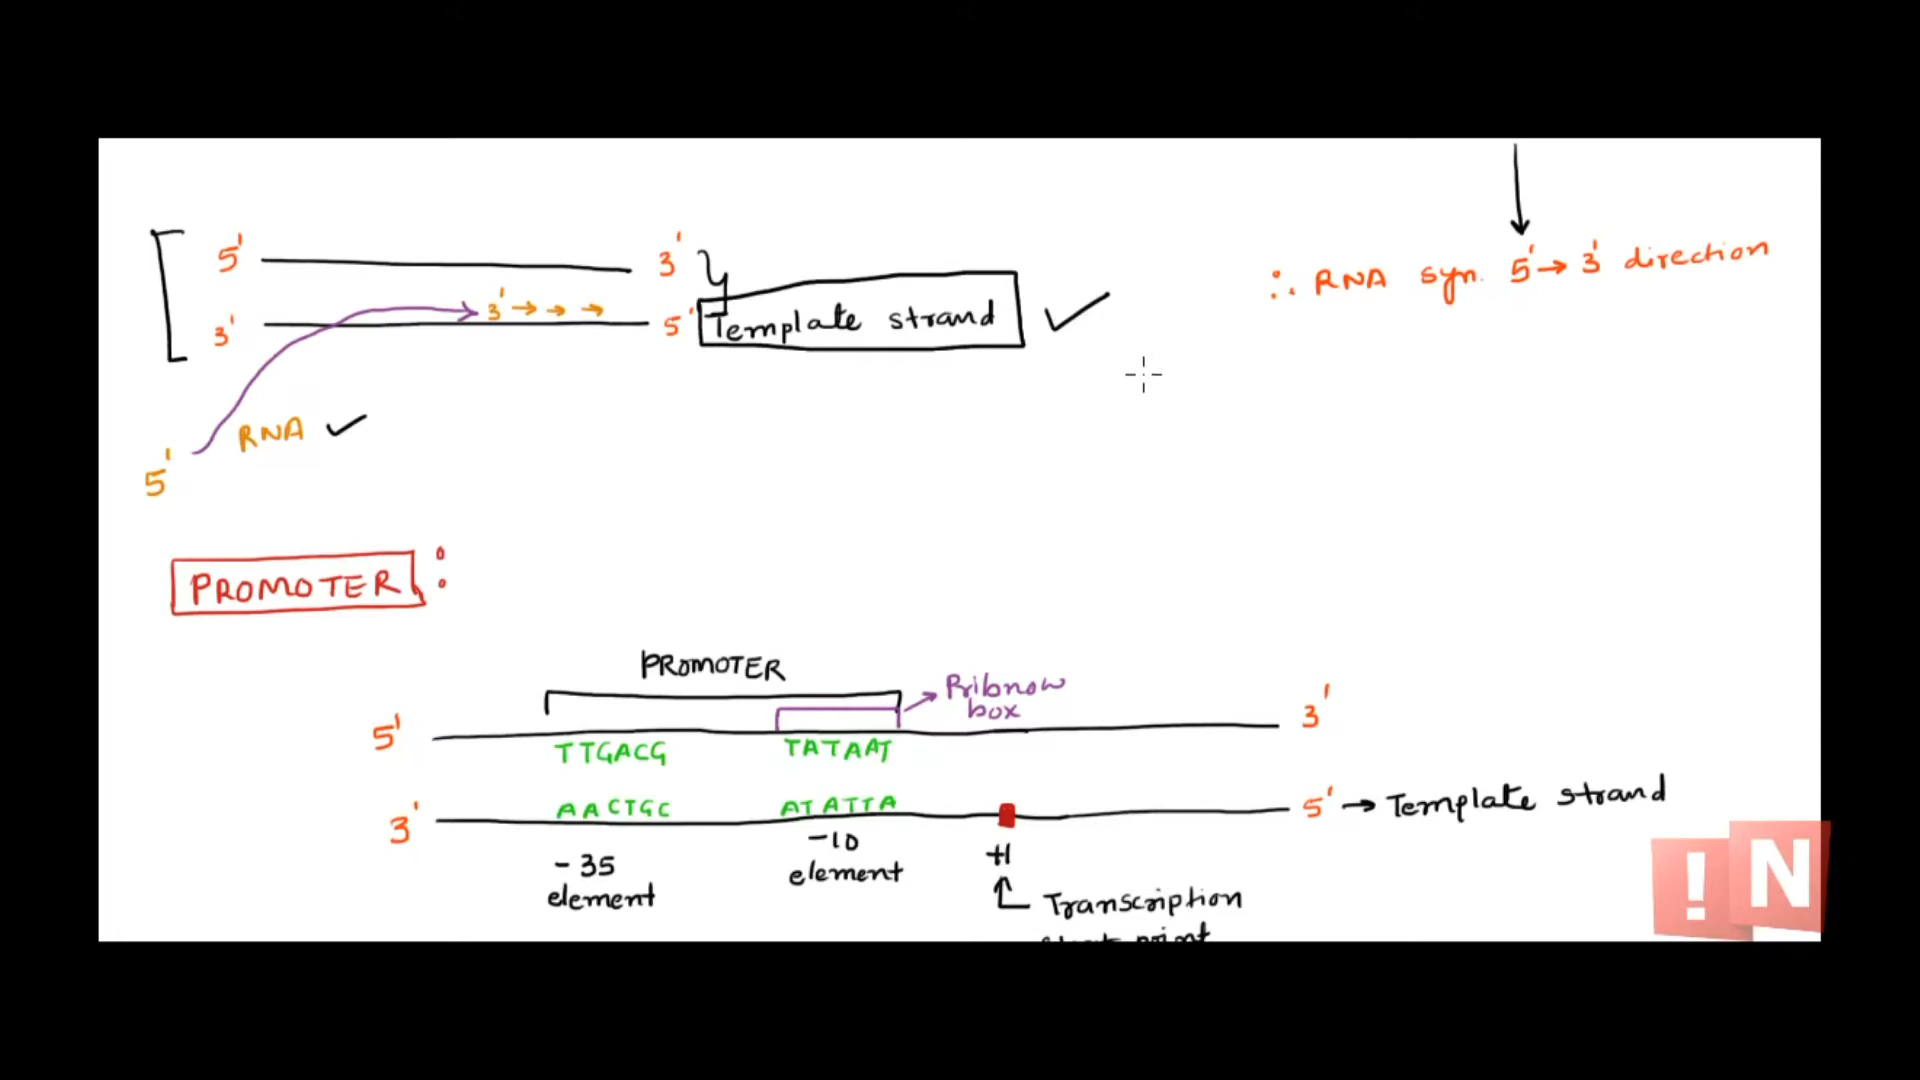 5' 3'
3' 3' → → → 5' Template strand
∴ RNA syn. 5' → 3' direction
RNA
5'
PROMOTER :
PROMOTER
Pribnow
box
5' 3'
TTGACG TATAAT
AACTGC ATATTA
3' 5' → Template strand
-10
element
-35
element
+1
Transcription
point
!N